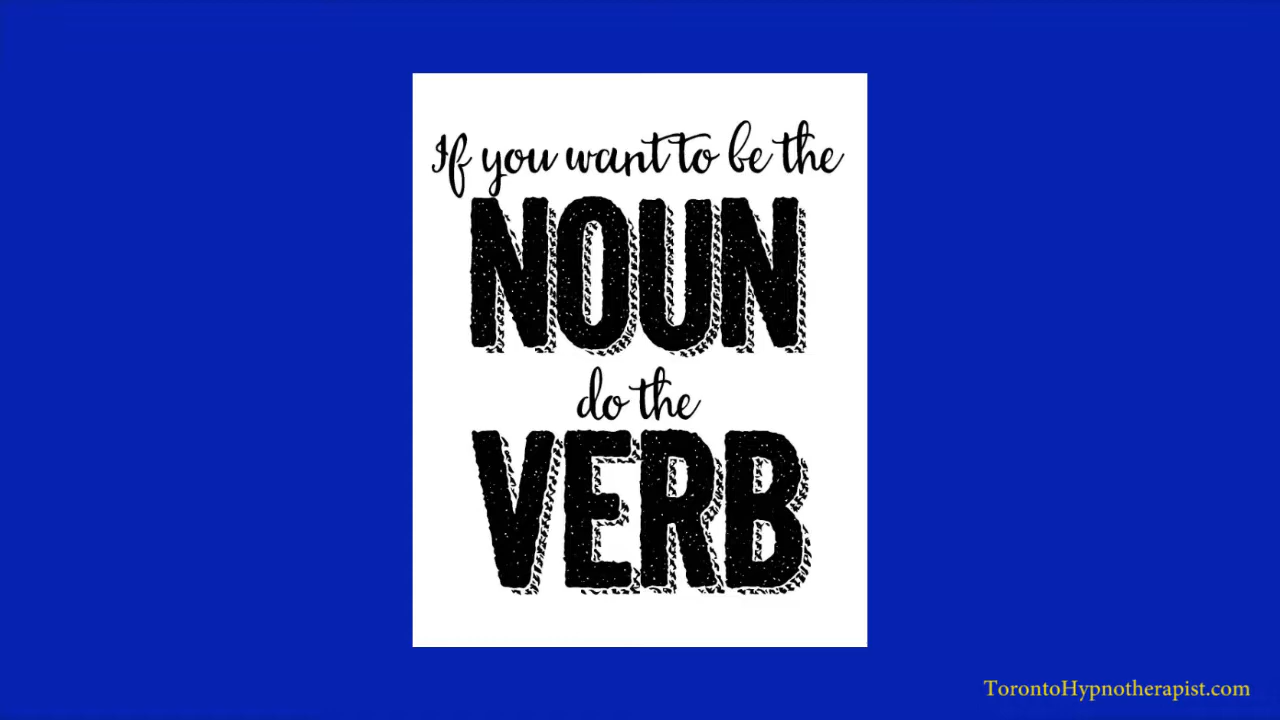 If you want to be the
NOUN
do the
VERB
TorontoHypnotherapist.com